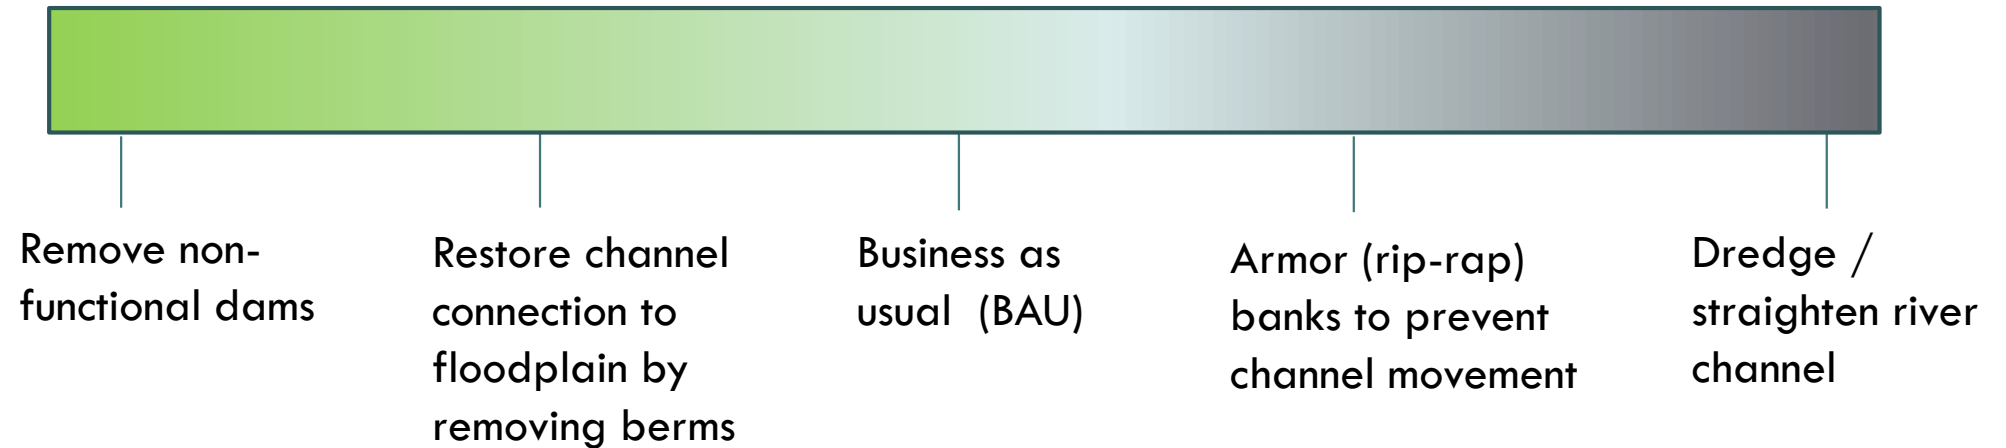 Remove non-
functional dams
Restore channel
connection to
floodplain by
removing berms
Business as
usual (BAU)
Armor (rip-rap)
banks to prevent
channel movement
Dredge /
straighten river
channel